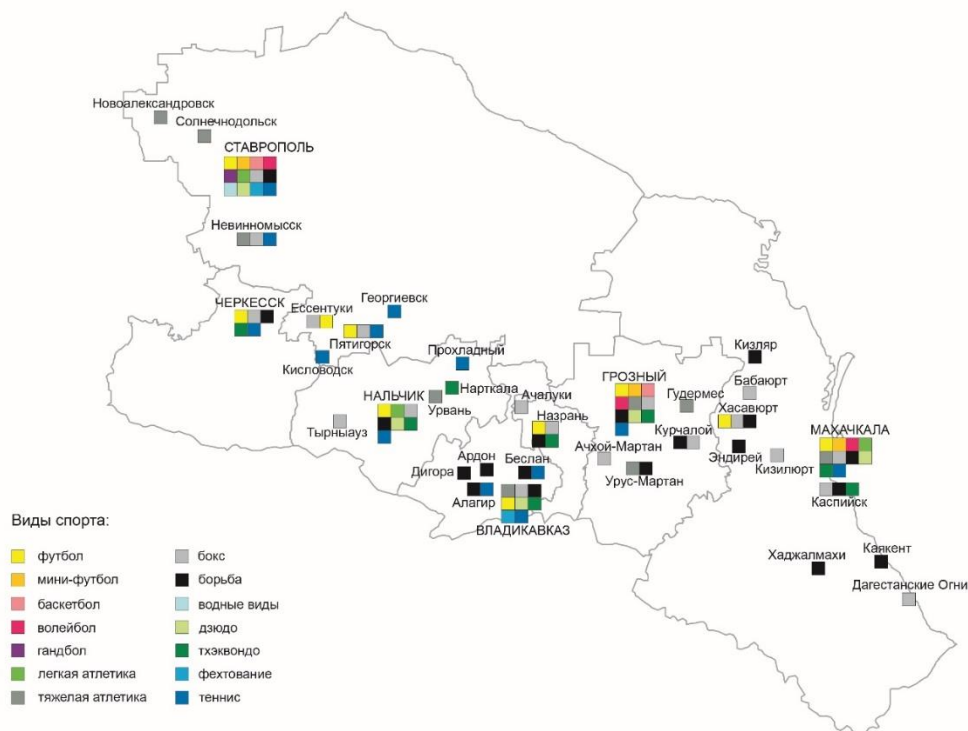 Новоалександровск
Солнечнодольск
СТАВРОПОЛЬ
Невинномысск
ЧЕРКЕССК
Ессентуки
Георгиевск
Пятигорск
Кисловодск
Прохладный
НАЛЬЧИК
Нарткала
Урвань
Тырныауз
Ачалуки
Назрань
ГРОЗНЫЙ
Гудермес
Курчалой
Ачхой-Мартан
Урус-Мартан
Кизляр
Бабаюрт
Хасавюрт
Эндирей
Кизилюрт
МАХАЧКАЛА
Каспийск
Ардон
Беслан
Дигора
Алагир
ВЛАДИКАВКАЗ
Хаджалмахи
Каякент
Дагестанские Огни
Виды спорта:
футбол
мини-футбол
баскетбол
волейбол
гандбол
легкая атлетика
тяжелая атлетика
бокс
борьба
водные виды
дзюдо
тхэквондо
фехтование
теннис